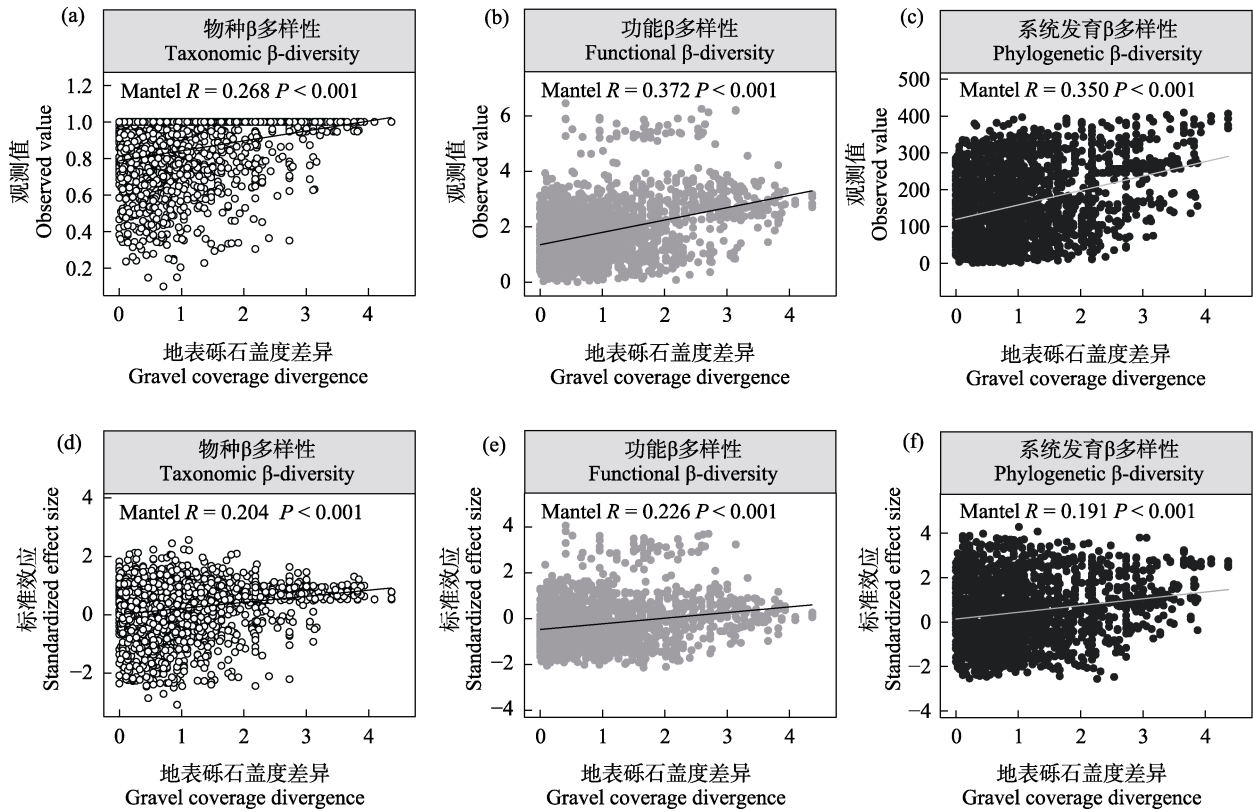 (a)
物种β多样性
Taxonomic β-diversity
Mantel R = 0.268 P < 0.001
观测值
Observed value
1.2
1.0
0.8
0.6
0.4
0.2
0 1 2 3 4
地表砾石盖度差异
Gravel coverage divergence
(b)
功能β多样性
Functional β-diversity
Mantel R = 0.372 P < 0.001
观测值
Observed value
6
4
2
0
0 1 2 3 4
地表砾石盖度差异
Gravel coverage divergence
(c)
系统发育β多样性
Phylogenetic β-diversity
Mantel R = 0.350 P < 0.001
观测值
Observed value
500
400
300
200
100
0
0 1 2 3 4
地表砾石盖度差异
Gravel coverage divergence
(d)
物种β多样性
Taxonomic β-diversity
Mantel R = 0.204 P < 0.001
标准效应
Standardized effect size
4
2
0
−2
0 1 2 3 4
地表砾石盖度差异
Gravel coverage divergence
(e)
功能β多样性
Functional β-diversity
Mantel R = 0.226 P < 0.001
标准效应
Standardized effect size
4
2
0
−2
−4
0 1 2 3 4
地表砾石盖度差异
Gravel coverage divergence
(f)
系统发育β多样性
Phylogenetic β-diversity
Mantel R = 0.191 P < 0.001
标准效应
Standardized effect size
4
2
0
−2
−4
0 1 2 3 4
地表砾石盖度差异
Gravel coverage divergence